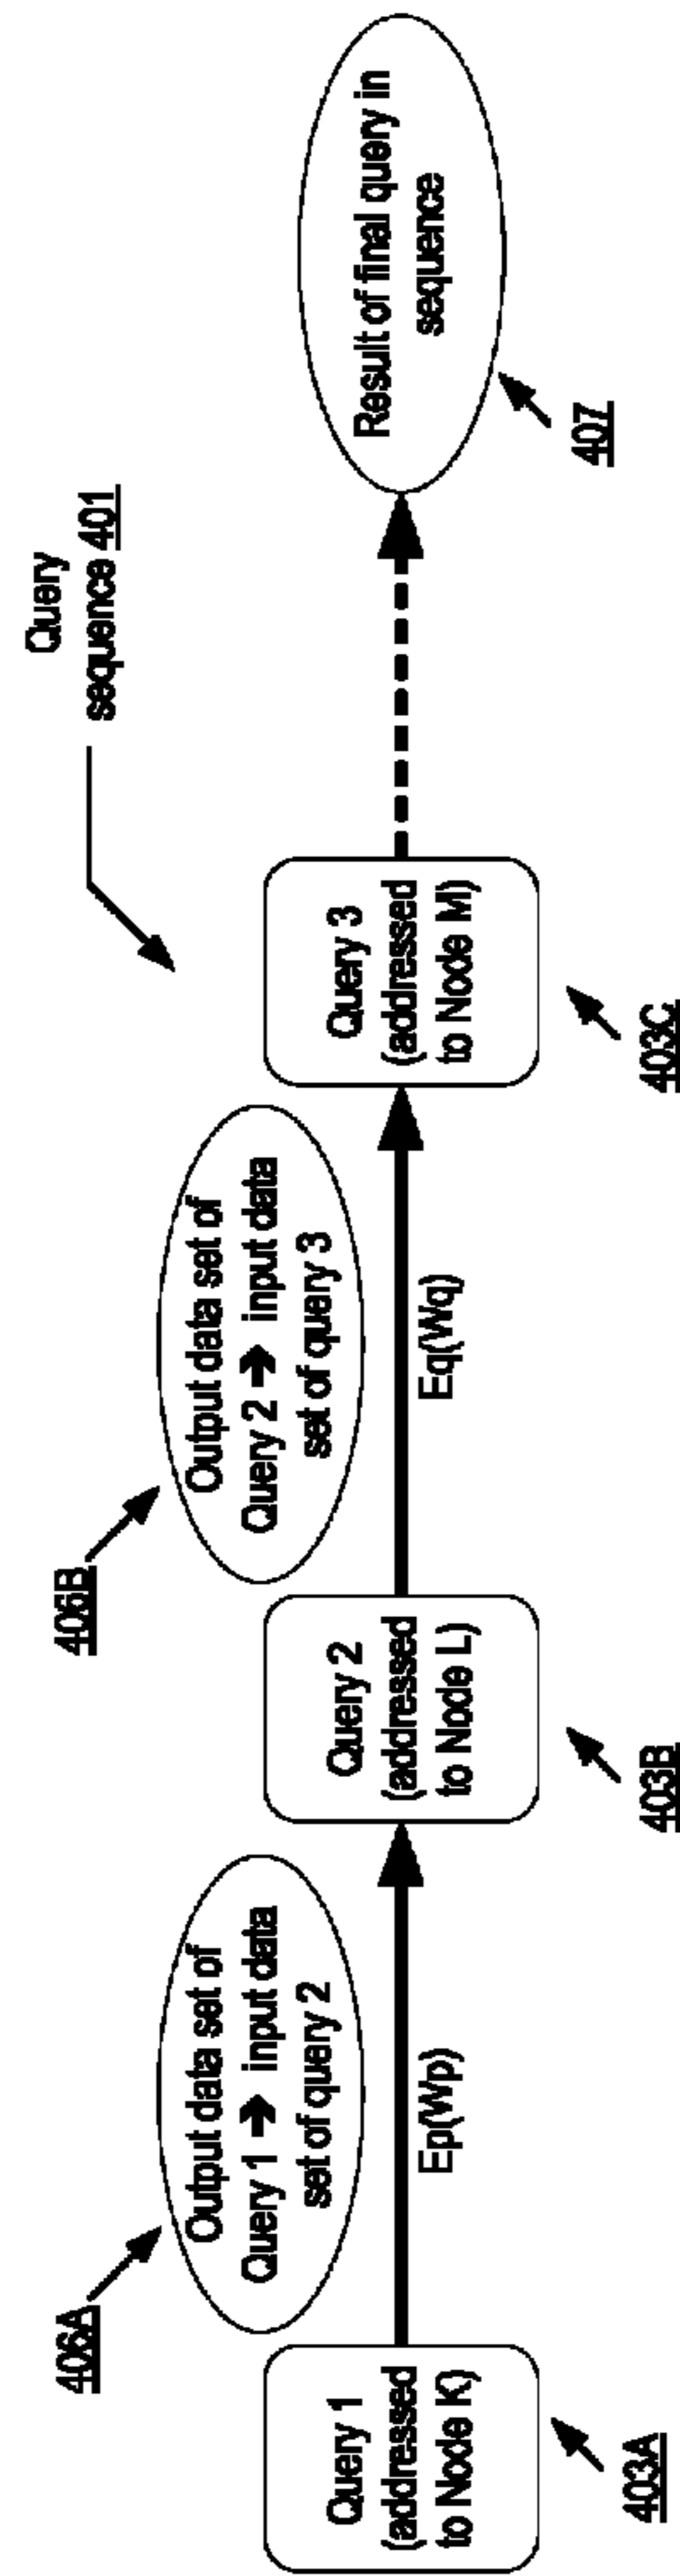 Query
sequence 401
406A
406B
Output data set of
Query 1 ➔ input data
set of query 2
Output data set of
Query 2 ➔ input data
set of query 3
Query 1
(addressed
to Node K)
Ep(Wp)
Query 2
(addressed
to Node L)
Eq(Wq)
Query 3
(addressed
to Node M)
Result of final query in
sequence
403A
403B
403C
407